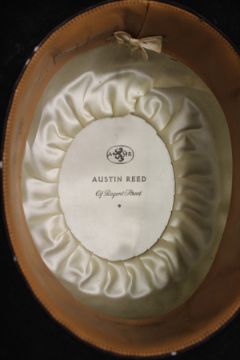 A R
AUSTIN REED
Of Regent Street